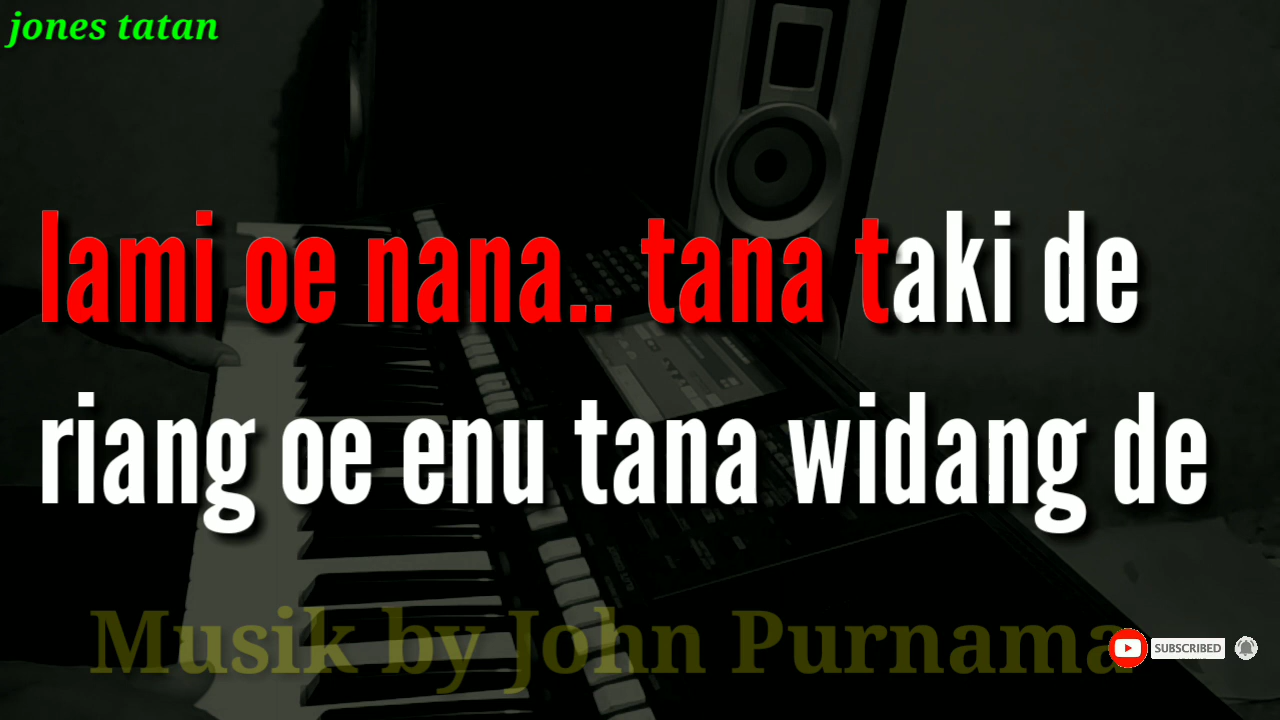 jones tatan
lami oe nana.. tana taki de
riang oe enu tana widang de
Musik by John Purnama
SUBSCRIBED